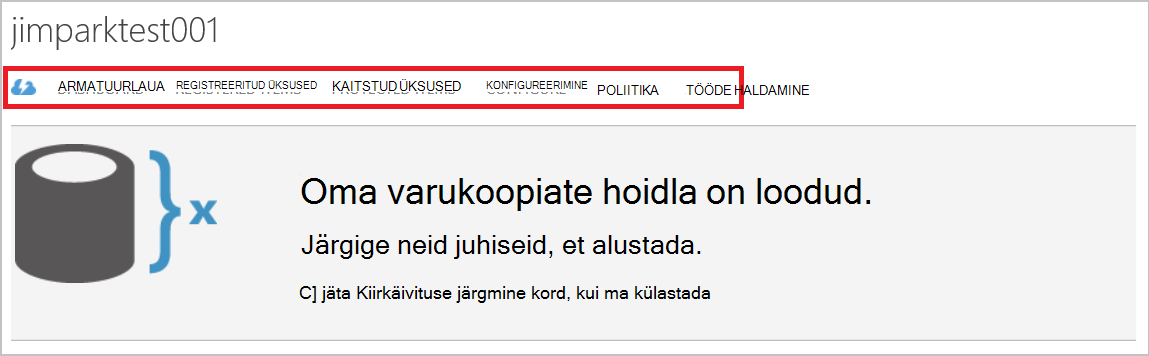 jimparktest001
ARMATUURLAUA REGISTREERITUD ÜKSUSED KAITSTUD ÜKSUSED KONFIGUREERIMINE POLIITIKA TÖÖDE HALDAMINE
x
Oma varukoopiate hoidla on loodud.
Järgige neid juhiseid, et alustada.
C] jäta Kiirkäivituse järgmine kord, kui ma külastada